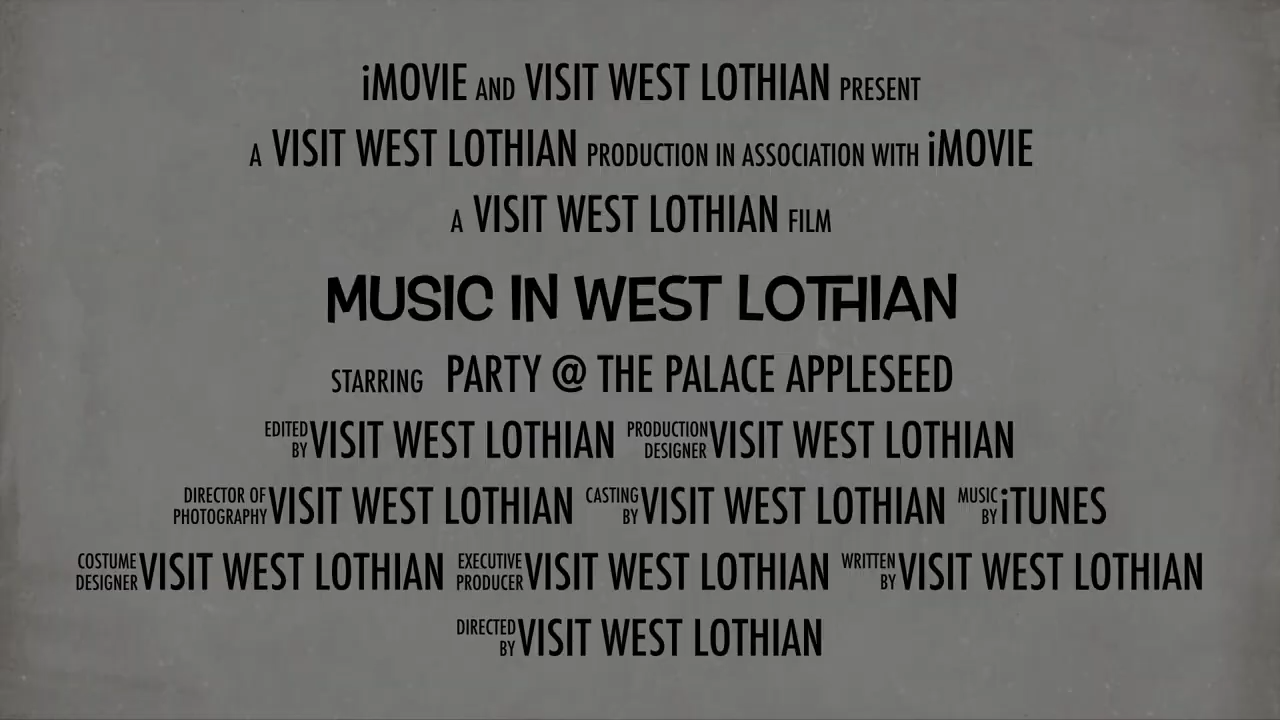 iMOVIE AND VISIT WEST LOTHIAN PRESENT
A VISIT WEST LOTHIAN PRODUCTION IN ASSOCIATION WITH iMOVIE
A VISIT WEST LOTHIAN FILM
MUSIC IN WEST LOTHIAN
STARRING PARTY @ THE PALACE APPLESEED
EDITED BY VISIT WEST LOTHIAN PRODUCTION DESIGNER VISIT WEST LOTHIAN
DIRECTOR OF PHOTOGRAPHY VISIT WEST LOTHIAN CASTING BY VISIT WEST LOTHIAN MUSIC BY iTUNES
COSTUME DESIGNER VISIT WEST LOTHIAN EXECUTIVE PRODUCER VISIT WEST LOTHIAN WRITTEN BY VISIT WEST LOTHIAN
DIRECTED BY VISIT WEST LOTHIAN